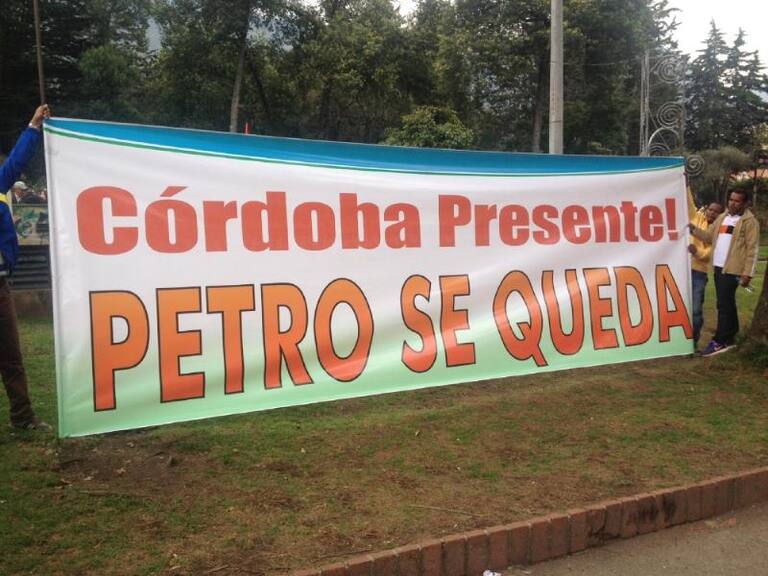 Córdoba Presente!
PETRO SE QUEDA